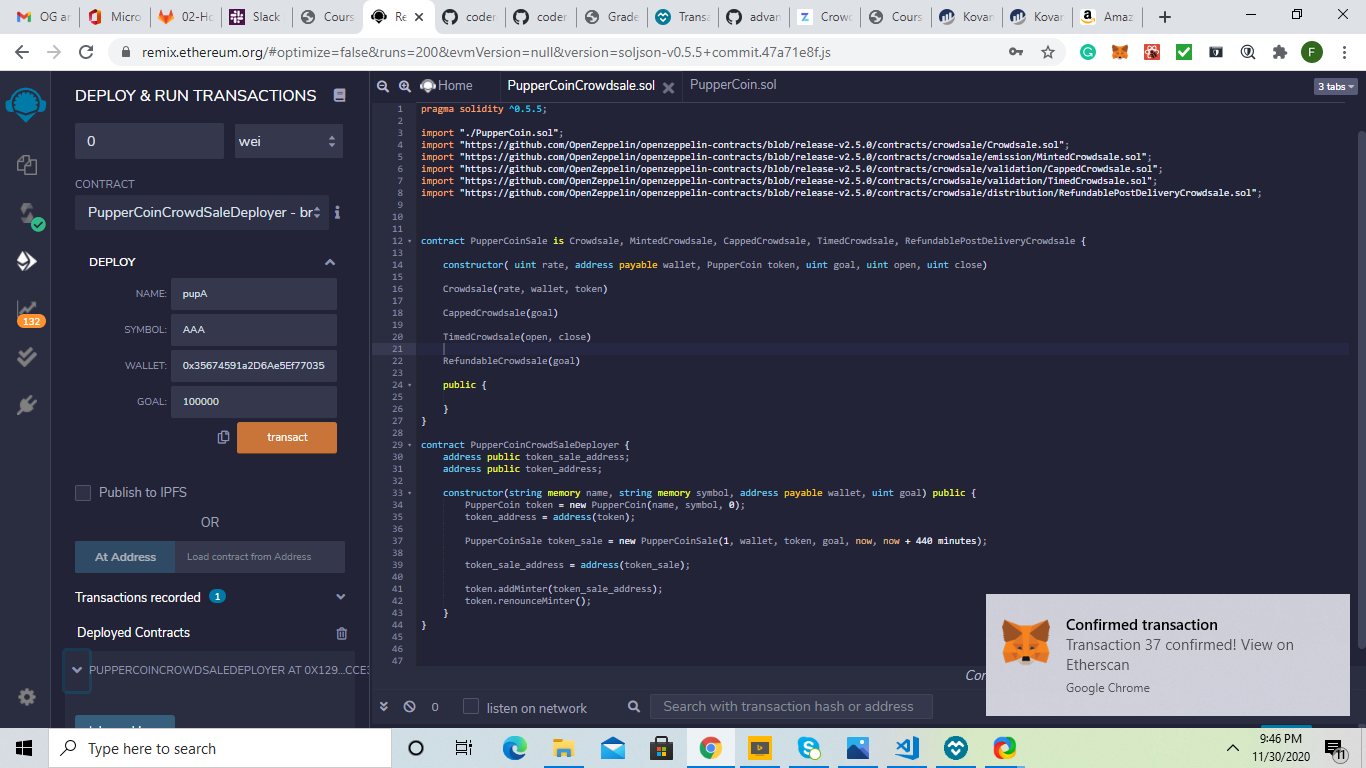 OG ar
Micro
02-Ho
Slack
Cours
Re
coder
coder
Grade
Transa
advan
Crowd
Cours
Kovan
Kovan
Amaz
remix.ethereum.org/#optimize=false&runs=200&evmVersion=null&version=soljson-v0.5.5+commit.47a71e8f.js
F
DEPLOY & RUN TRANSACTIONS
0
wei
CONTRACT
PupperCoinCrowdSaleDeployer - br
DEPLOY
NAME: pupA
SYMBOL: AAA
WALLET: 0x35674591a2D6Ae5Ef77035
GOAL: 100000
transact
Publish to IPFS
OR
At Address
Load contract from Address
Transactions recorded 1
Deployed Contracts
PUPPERCOINCROWDSALEDEPLOYER AT 0X129...CCE3
132
Home
PupperCoinCrowdsale.sol
PupperCoin.sol
3 tabs
1 pragma solidity ^0.5.5;
2
3 import "./PupperCoin.sol";
4 import "https://github.com/OpenZeppelin/openzeppelin-contracts/blob/release-v2.5.0/contracts/crowdsale/Crowdsale.sol";
5 import "https://github.com/OpenZeppelin/openzeppelin-contracts/blob/release-v2.5.0/contracts/crowdsale/emission/MintedCrowdsale.sol";
6 import "https://github.com/OpenZeppelin/openzeppelin-contracts/blob/release-v2.5.0/contracts/crowdsale/validation/CappedCrowdsale.sol";
7 import "https://github.com/OpenZeppelin/openzeppelin-contracts/blob/release-v2.5.0/contracts/crowdsale/validation/TimedCrowdsale.sol";
8 import "https://github.com/OpenZeppelin/openzeppelin-contracts/blob/release-v2.5.0/contracts/crowdsale/distribution/RefundablePostDeliveryCrowdsale.sol";
9
10
11
12 contract PupperCoinSale is Crowdsale, MintedCrowdsale, CappedCrowdsale, TimedCrowdsale, RefundablePostDeliveryCrowdsale {
13
14 constructor( uint rate, address payable wallet, PupperCoin token, uint goal, uint open, uint close)
15
16 Crowdsale(rate, wallet, token)
17
18 CappedCrowdsale(goal)
19
20 TimedCrowdsale(open, close)
21
22 RefundableCrowdsale(goal)
23
24 public {
25
26 }
27 }
28
29 contract PupperCoinCrowdSaleDeployer {
30 address public token_sale_address;
31 address public token_address;
32
33 constructor(string memory name, string memory symbol, address payable wallet, uint goal) public {
34 PupperCoin token = new PupperCoin(name, symbol, 0);
35 token_address = address(token);
36
37 PupperCoinSale token_sale = new PupperCoinSale(1, wallet, token, goal, now, now + 440 minutes);
38
39 token_sale_address = address(token_sale);
40
41 token.addMinter(token_sale_address);
42 token.renounceMinter();
43 }
44 }
45
46
47
0
listen on network
Search with transaction hash or address
Confirmed transaction
Transaction 37 confirmed! View on
Etherscan
Google Chrome
Type here to search
9:46 PM
11/30/2020
11